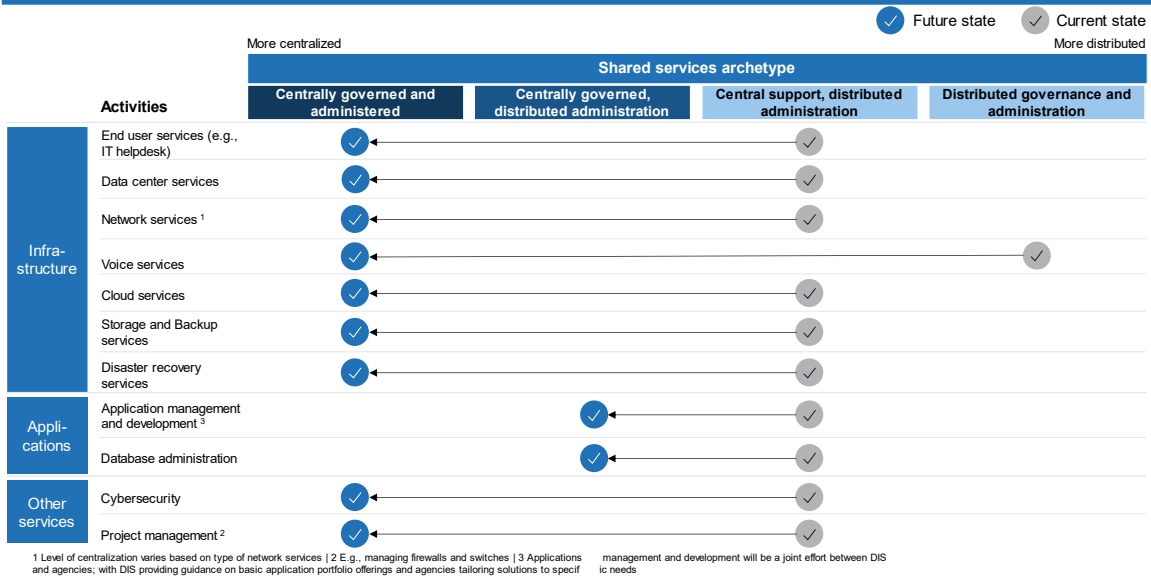 Future state
Current state
More centralized
More distributed
Shared services archetype
Activities
Centrally governed and
administered
Centrally governed,
distributed administration
Central support, distributed
administration
Distributed governance and
administration
Infra-
structure
End user services (e.g.,
IT helpdesk)
Data center services
Network services 1
Voice services
Cloud services
Storage and Backup
services
Disaster recovery
services
Appli-
cations
Application management
and development 3
Database administration
Other
services
Cybersecurity
Project management 2
1 Level of centralization varies based on type of network services | 2 E.g., managing firewalls and switches | 3 Applications management and development will be a joint effort between DIS
and agencies; with DIS providing guidance on basic application portfolio offerings and agencies tailoring solutions to specif ic needs